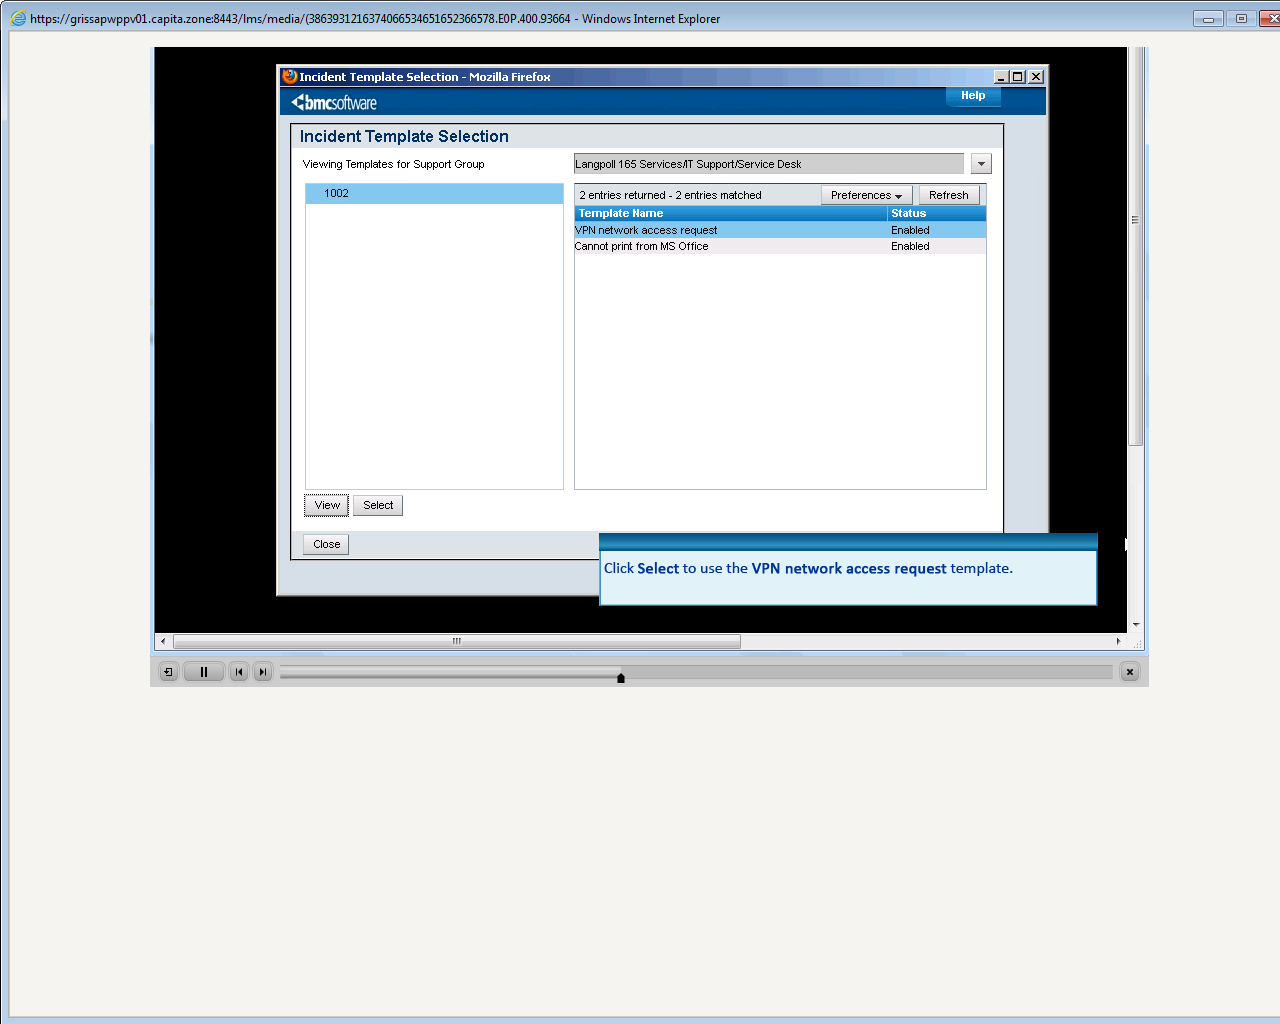 https://grissapwppv01.capita.zone:8443/lms/media/(3863931216374066534651652366578.E0P.400.93664 - Windows Internet Explorer
Incident Template Selection - Mozilla Firefox
bmcsoftware
Help
Incident Template Selection
Viewing Templates for Support Group
Langpoll 165 Services/IT Support/Service Desk
1002
2 entries returned - 2 entries matched
Preferences
Refresh
Template Name Status
VPN network access request Enabled
Cannot print from MS Office Enabled
View Select
Close
Click Select to use the VPN network access request template.